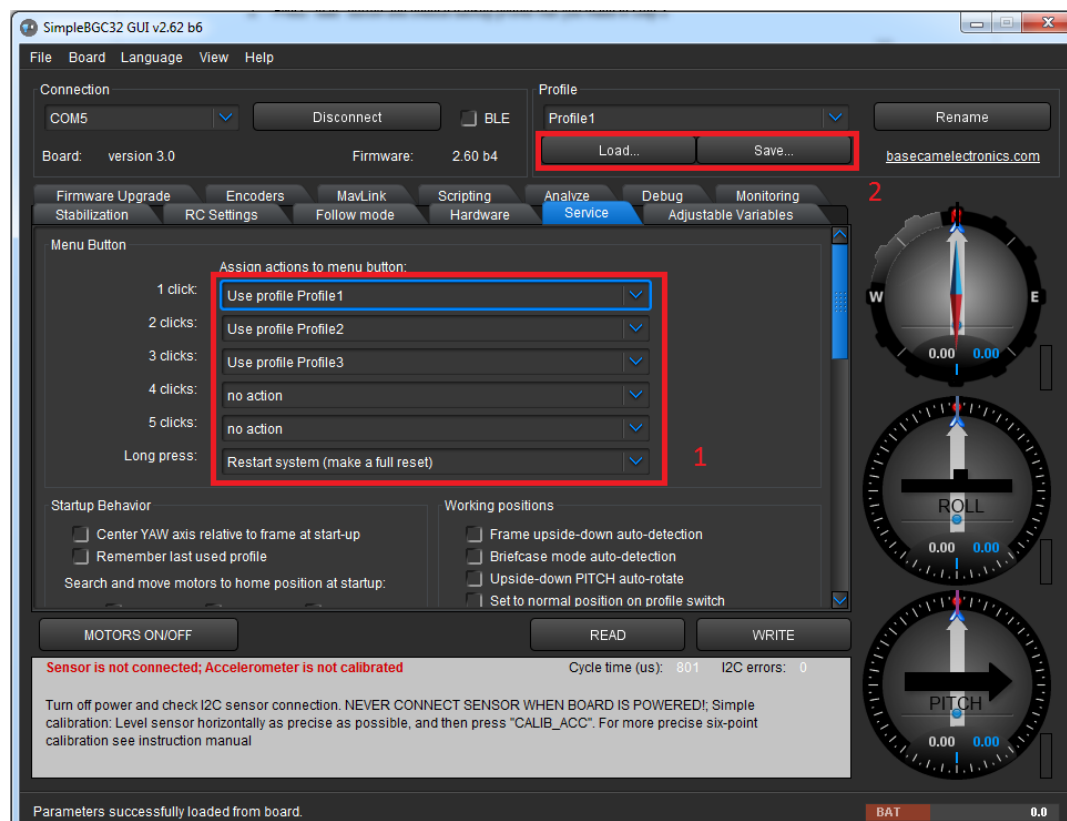 SimpleBGC32 GUI v2.62 b6
File Board Language View Help
Connection
COM5
Disconnect
BLE
Board: version 3.0
Firmware: 2.60 b4
Profile
Profile1
Rename
Load...
Save...
basecamelectronics.com
2
Firmware Upgrade Encoders MavLink Scripting Analyze Debug Monitoring
Stabilization RC Settings Follow mode Hardware Service Adjustable Variables
Menu Button
Assign actions to menu button:
1 click: Use profile Profile1
2 clicks: Use profile Profile2
3 clicks: Use profile Profile3
4 clicks: no action
5 clicks: no action
Long press: Restart system (make a full reset)
1
Startup Behavior
Center YAW axis relative to frame at start-up
Remember last used profile
Search and move motors to home position at startup:
Working positions
Frame upside-down auto-detection
Briefcase mode auto-detection
Upside-down PITCH auto-rotate
Set to normal position on profile switch
W E
0.00 0.00
ROLL
0.00 0.00
PITCH
0.00 0.00
MOTORS ON/OFF
READ
WRITE
Sensor is not connected; Accelerometer is not calibrated
Cycle time (us): 801 I2C errors: 0
Turn off power and check I2C sensor connection. NEVER CONNECT SENSOR WHEN BOARD IS POWERED!; Simple
calibration: Level sensor horizontally as precise as possible, and then press "CALIB_ACC". For more precise six-point
calibration see instruction manual
Parameters successfully loaded from board.
BAT 0.0